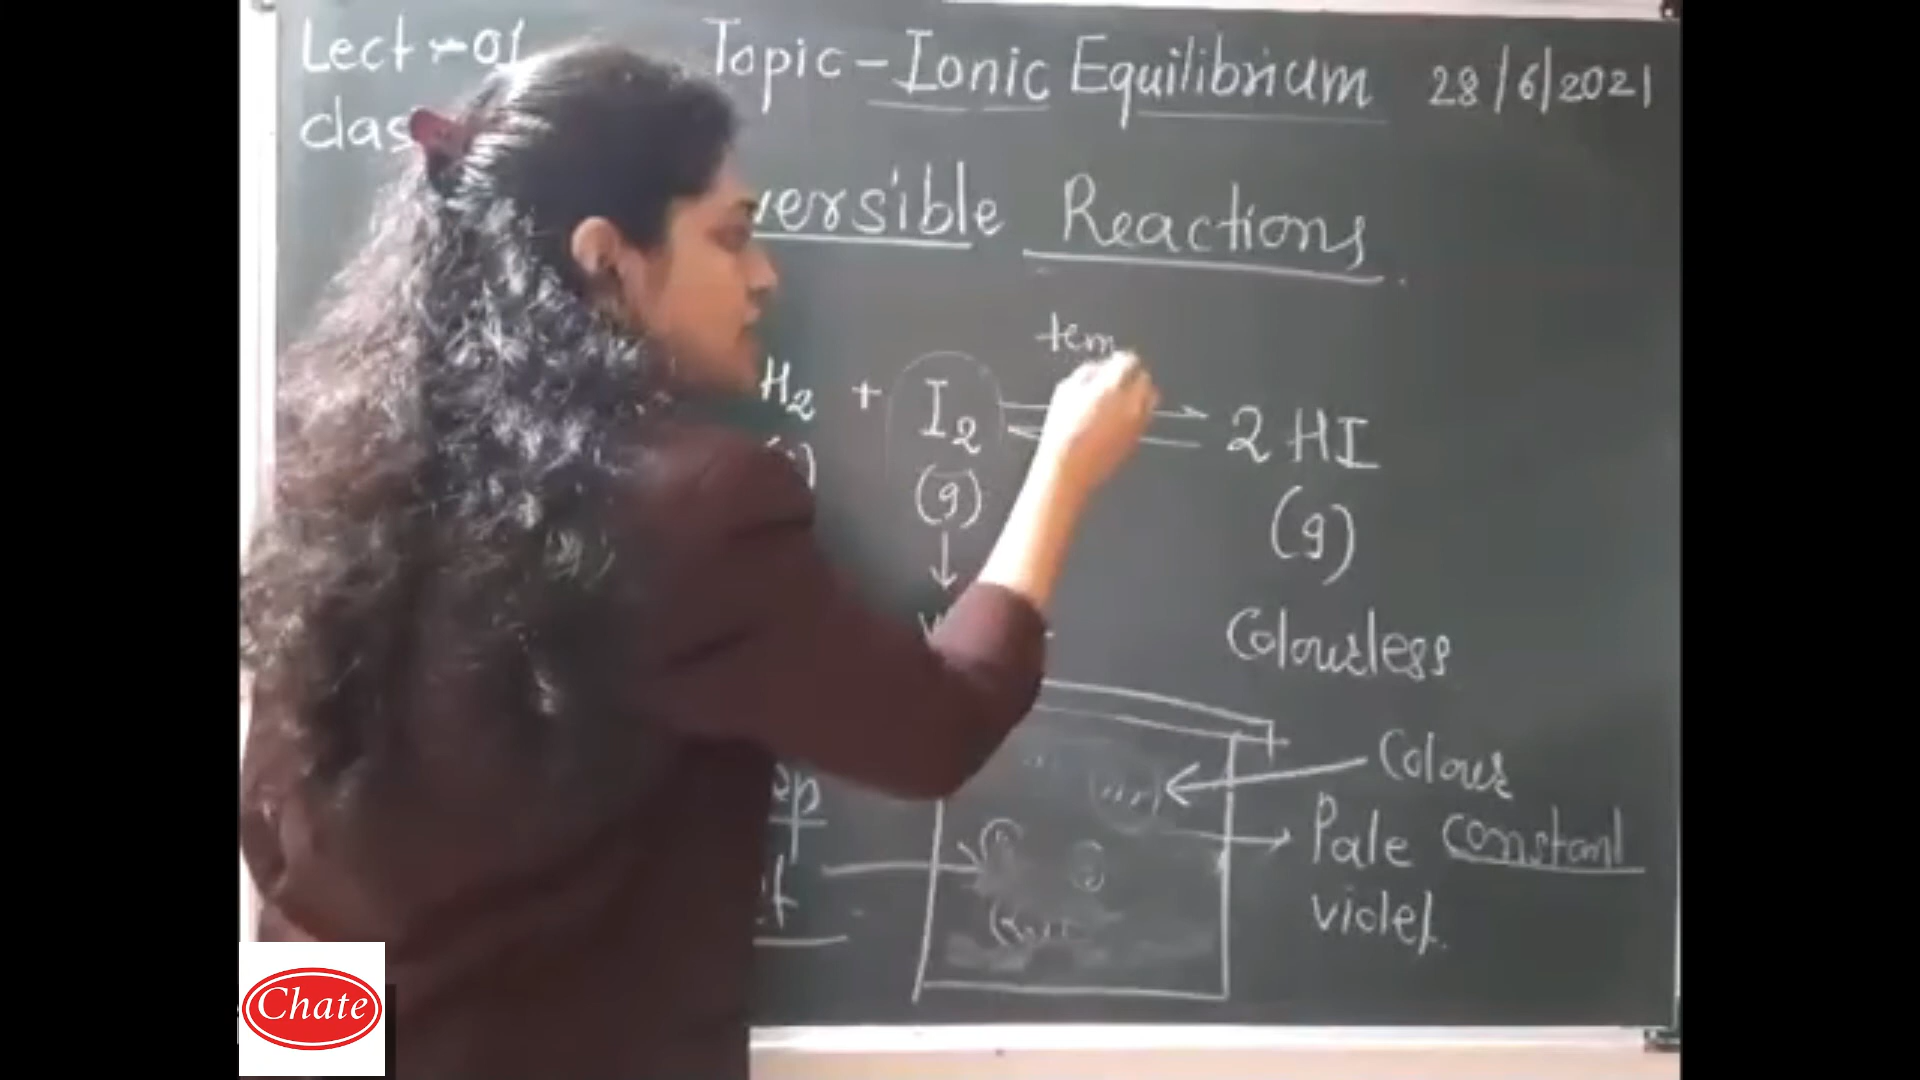 Lect - 01 Topic - Ionic Equilibrium 28/6/2021
clas
versible Reactions
tem
H2 + I2 ⇌ 2 HI
(g) (g)
↓
Colourless
Colour
Pale constant
violet.
Chate